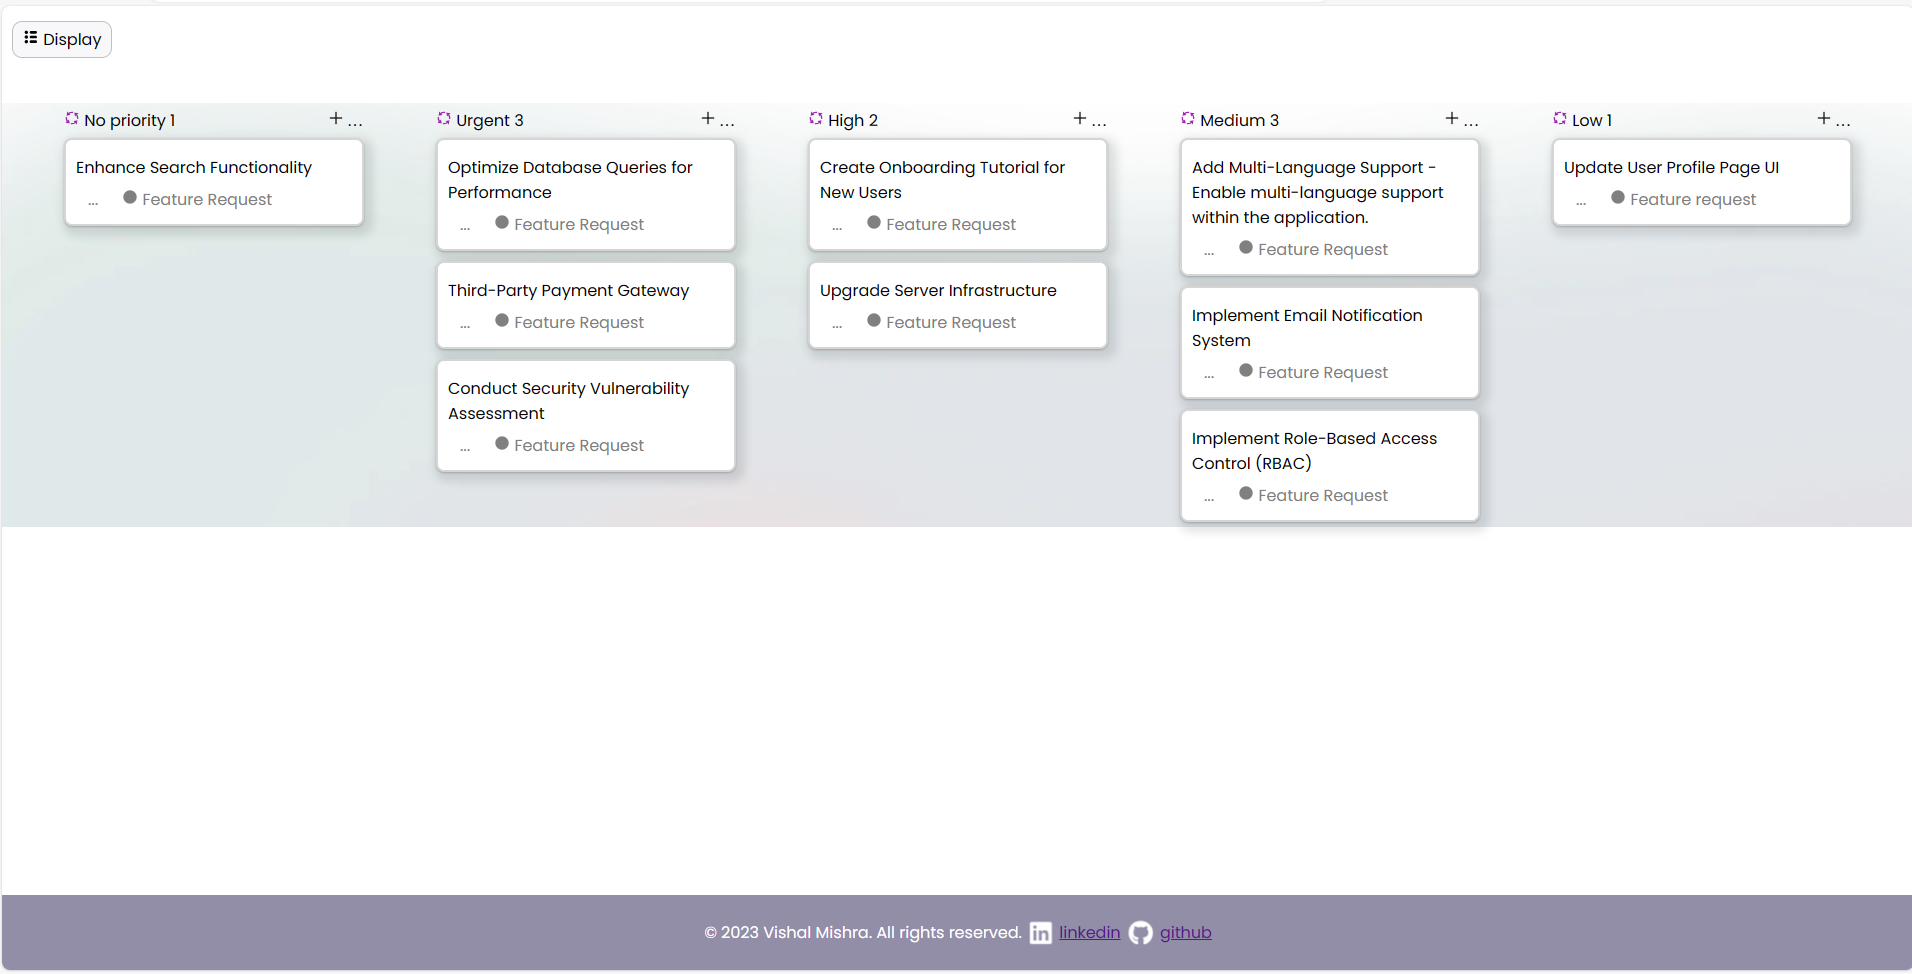 Display
No priority 1 + ...
Enhance Search Functionality
... Feature Request
Urgent 3 + ...
Optimize Database Queries for
Performance
... Feature Request
Third-Party Payment Gateway
... Feature Request
Conduct Security Vulnerability
Assessment
... Feature Request
High 2 + ...
Create Onboarding Tutorial for
New Users
... Feature Request
Upgrade Server Infrastructure
... Feature Request
Medium 3 + ...
Add Multi-Language Support -
Enable multi-language support
within the application.
... Feature Request
Implement Email Notification
System
... Feature Request
Implement Role-Based Access
Control (RBAC)
... Feature Request
Low 1 + ...
Update User Profile Page UI
... Feature request
© 2023 Vishal Mishra. All rights reserved. in linkedin github